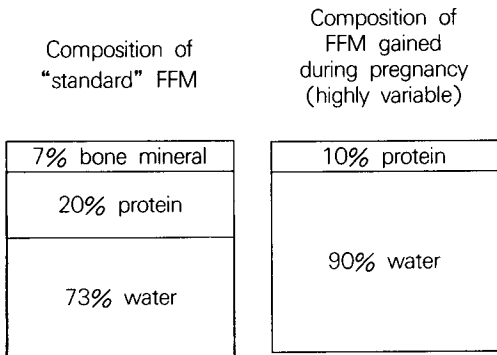 Composition of
“standard” FFM
7% bone mineral
20% protein
73% water
Composition of
FFM gained
during pregnancy
(highly variable)
10% protein
90% water